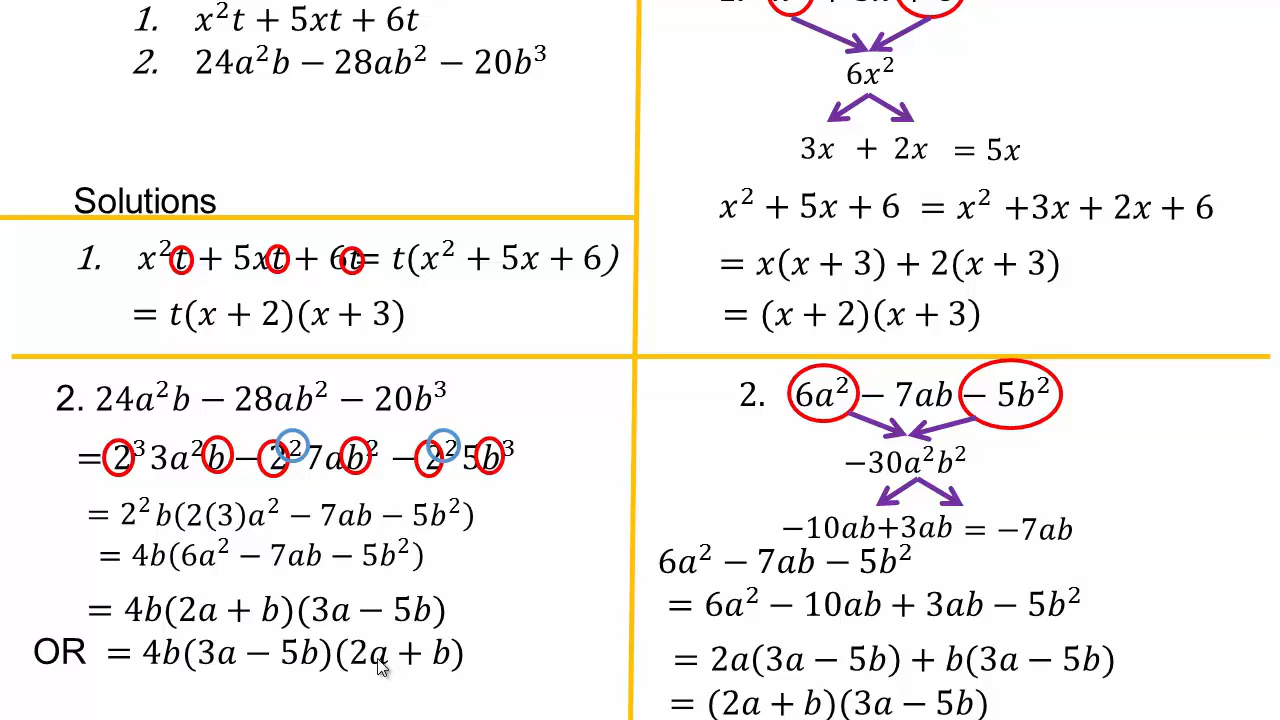 1. x²t + 5xt + 6t
2. 24a²b − 28ab² − 20b³
Solutions
1. x²t + 5xt + 6t = t(x² + 5x + 6)
= t(x + 2)(x + 3)
2. 24a²b − 28ab² − 20b³
= 2³3a²b − 2²7ab² − 2²5b³
= 2²b(2(3)a² − 7ab − 5b²)
= 4b(6a² − 7ab − 5b²)
= 4b(2a + b)(3a − 5b)
OR = 4b(3a − 5b)(2a + b)
6x²
3x + 2x = 5x
x² + 5x + 6 = x² +3x + 2x + 6
= x(x + 3) + 2(x + 3)
= (x + 2)(x + 3)
2. 6a² − 7ab − 5b²
−30a²b²
−10ab+3ab = −7ab
6a² − 7ab − 5b²
= 6a² − 10ab + 3ab − 5b²
= 2a(3a − 5b) + b(3a − 5b)
= (2a + b)(3a − 5b)